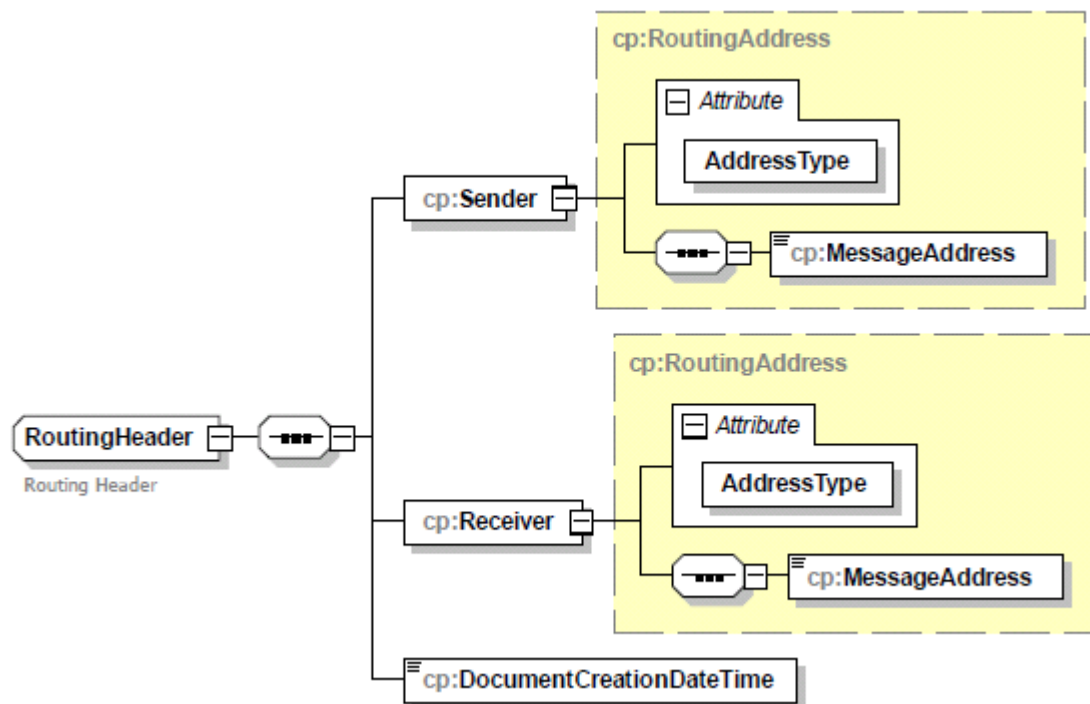 cp:RoutingAddress
Attribute
AddressType
cp:Sender
cp:MessageAddress
cp:RoutingAddress
Attribute
RoutingHeader
Routing Header
AddressType
cp:Receiver
cp:MessageAddress
cp:DocumentCreationDateTime